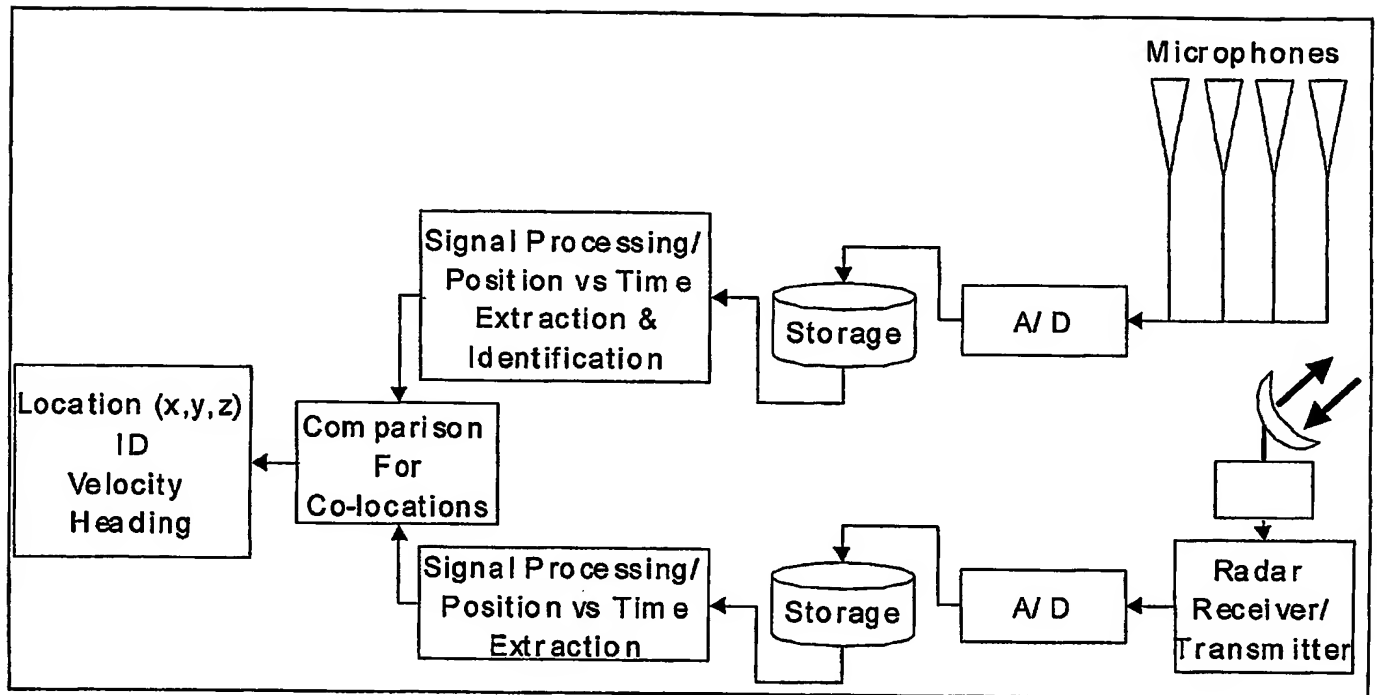 Microphones
Signal Processing/
Position vs Time
Extraction &
Identification
Storage
A/D
Location (x,y,z)
ID
Velocity
Heading
Comparison
For
Co-locations
Signal Processing/
Position vs Time
Extraction
Storage
A/D
Radar
Receiver/
Transmitter